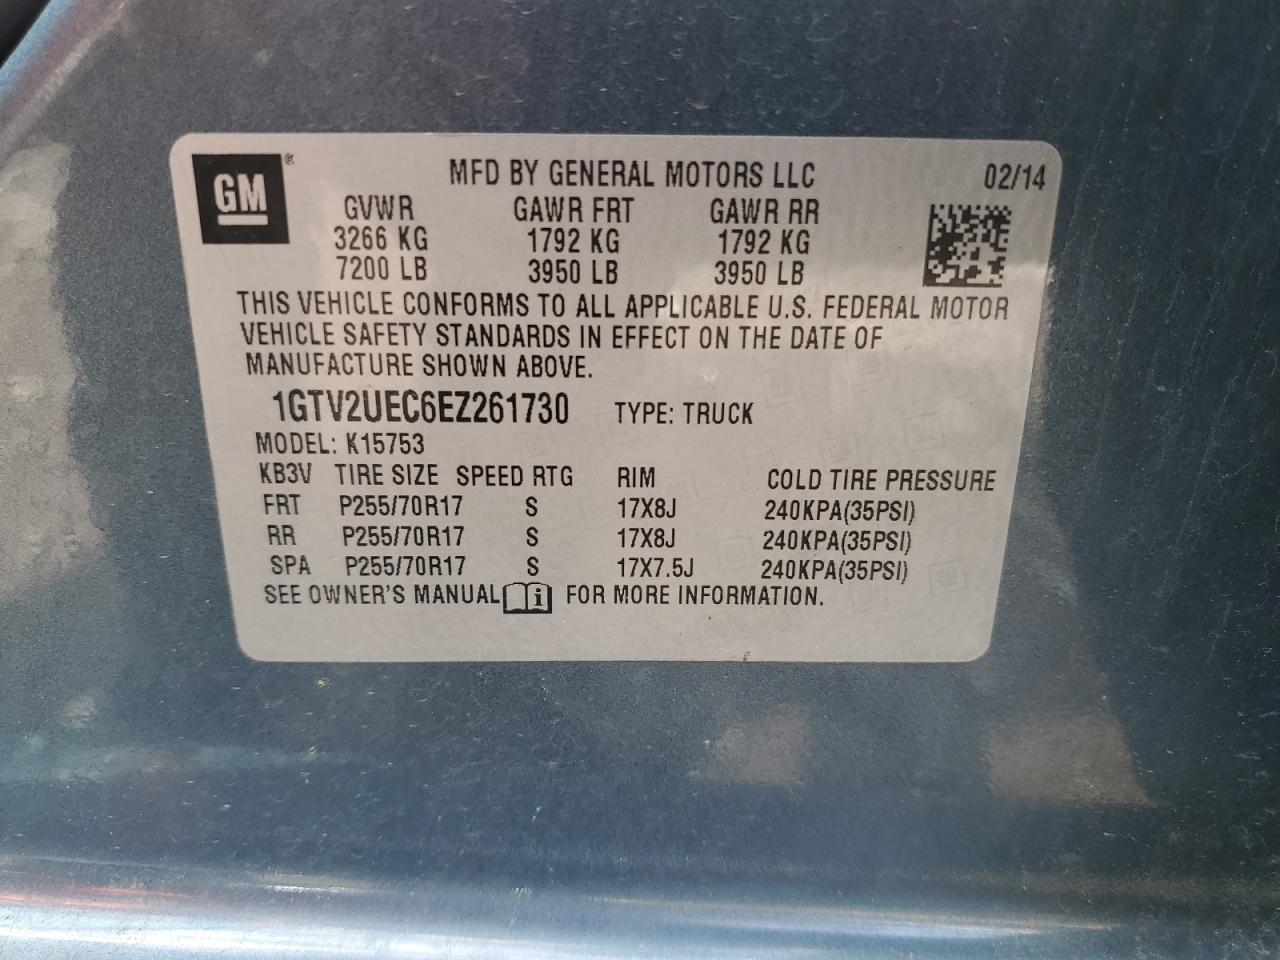 GM ® MFD BY GENERAL MOTORS LLC 02/14
GVWR GAWR FRT GAWR RR
3266 KG 1792 KG 1792 KG
7200 LB 3950 LB 3950 LB
THIS VEHICLE CONFORMS TO ALL APPLICABLE U.S. FEDERAL MOTOR
VEHICLE SAFETY STANDARDS IN EFFECT ON THE DATE OF
MANUFACTURE SHOWN ABOVE.
1GTV2UEC6EZ261730 TYPE: TRUCK
MODEL: K15753
KB3V TIRE SIZE SPEED RTG RIM COLD TIRE PRESSURE
FRT P255/70R17 S 17X8J 240KPA(35PSI)
RR P255/70R17 S 17X8J 240KPA(35PSI)
SPA P255/70R17 S 17X7.5J 240KPA(35PSI)
SEE OWNER'S MANUAL i FOR MORE INFORMATION.